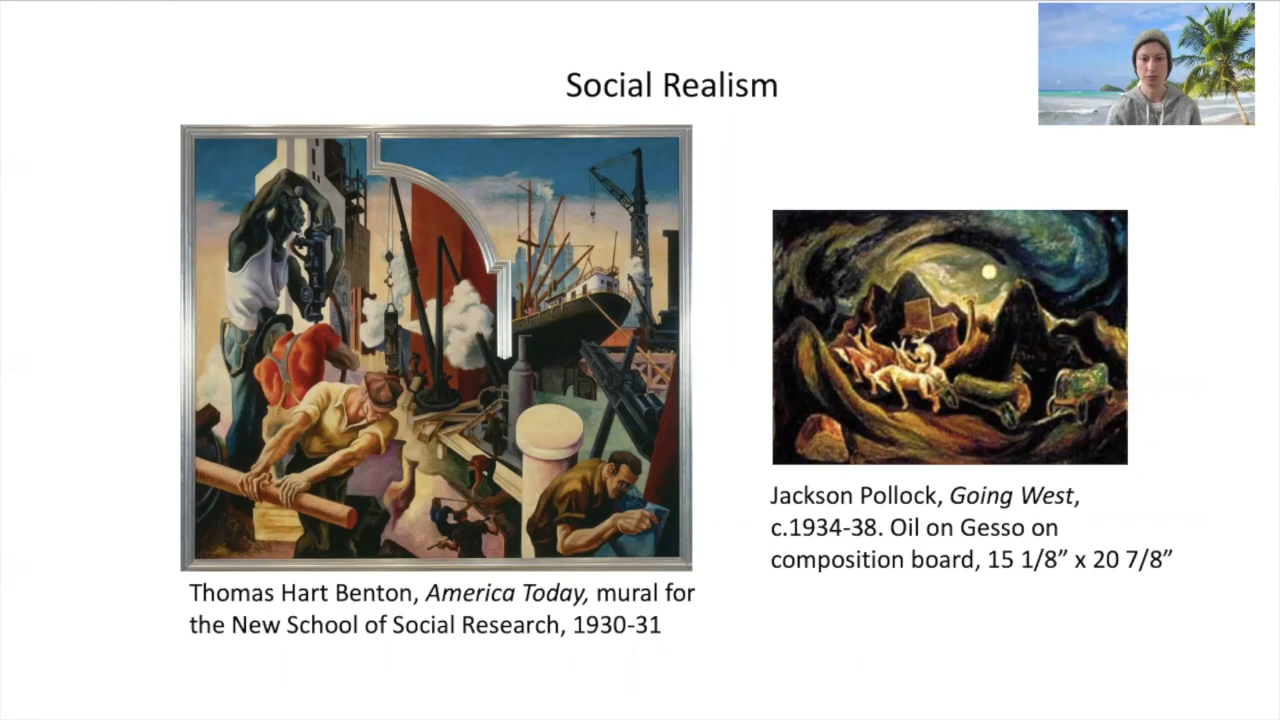 Social Realism
Thomas Hart Benton, America Today, mural for
the New School of Social Research, 1930-31
Jackson Pollock, Going West,
c.1934-38. Oil on Gesso on
composition board, 15 1/8” x 20 7/8”